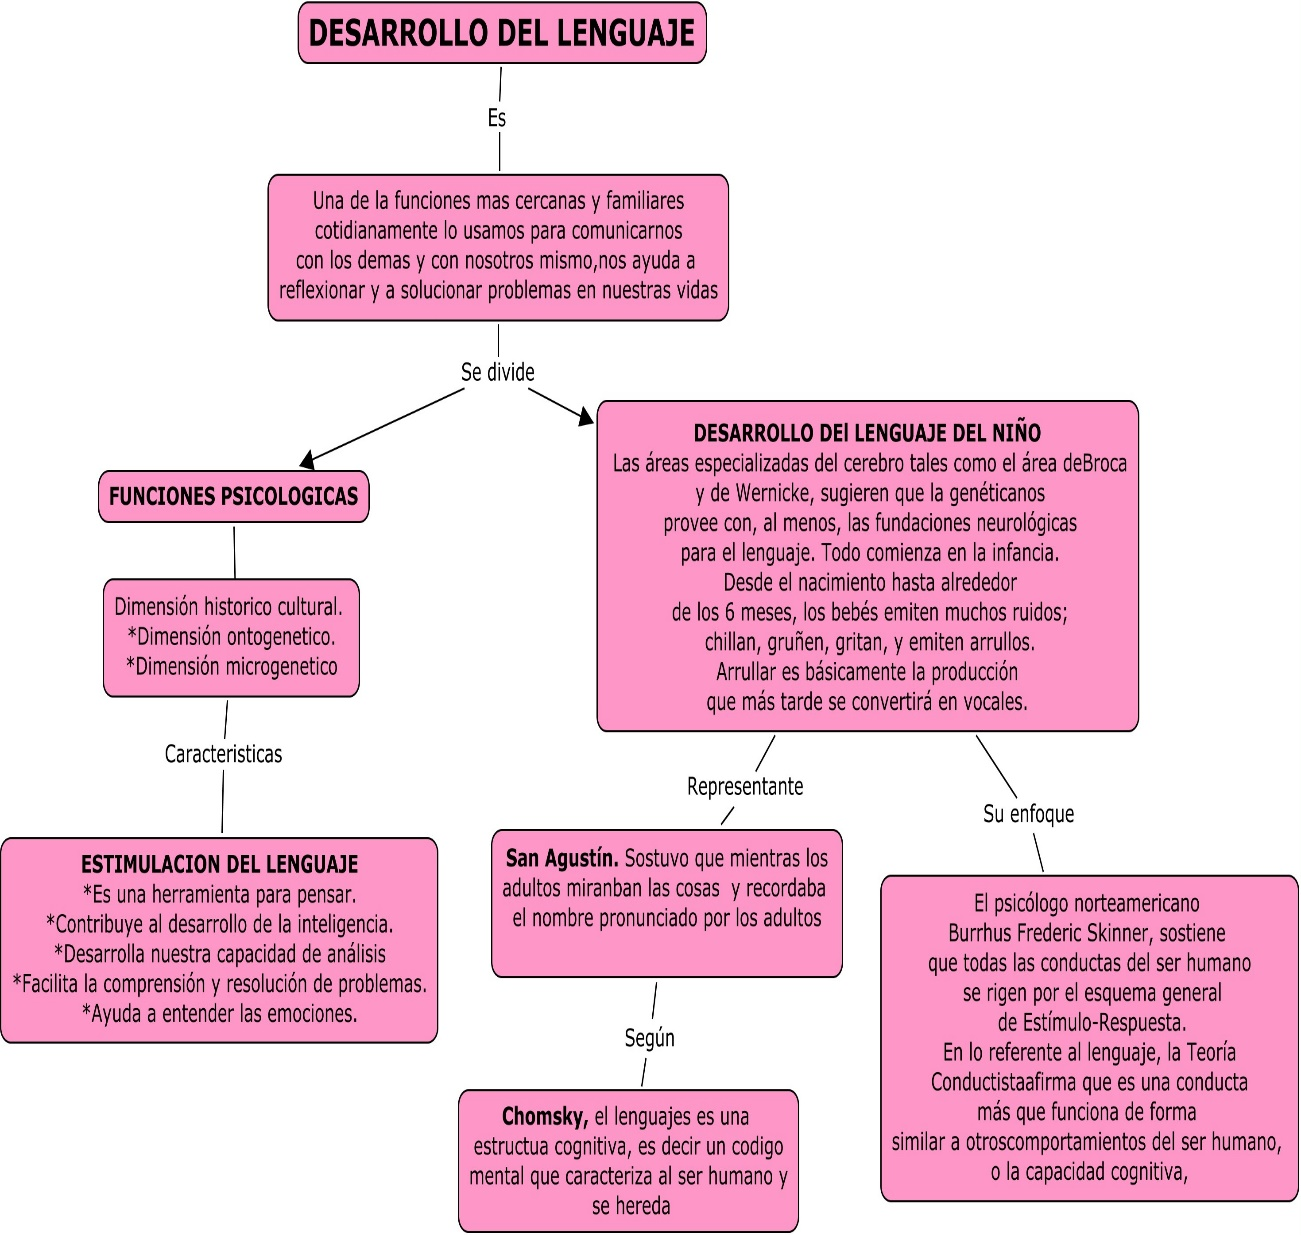 DESARROLLO DEL LENGUAJE
Es
Una de la funciones mas cercanas y familiares
cotidianamente lo usamos para comunicarnos
con los demas y con nosotros mismo,nos ayuda a
reflexionar y a solucionar problemas en nuestras vidas
Se divide
FUNCIONES PSICOLOGICAS
Dimensión historico cultural.
*Dimensión ontogenetico.
*Dimensión microgenetico
Caracteristicas
ESTIMULACION DEL LENGUAJE
*Es una herramienta para pensar.
*Contribuye al desarrollo de la inteligencia.
*Desarrolla nuestra capacidad de análisis
*Facilita la comprensión y resolución de problemas.
*Ayuda a entender las emociones.
DESARROLLO DEl LENGUAJE DEL NIÑO
Las áreas especializadas del cerebro tales como el área deBroca
y de Wernicke, sugieren que la genéticanos
provee con, al menos, las fundaciones neurológicas
para el lenguaje. Todo comienza en la infancia.
Desde el nacimiento hasta alrededor
de los 6 meses, los bebés emiten muchos ruidos;
chillan, gruñen, gritan, y emiten arrullos.
Arrullar es básicamente la producción
que más tarde se convertirá en vocales.
Representante
San Agustín. Sostuvo que mientras los
adultos miranban las cosas y recordaba
el nombre pronunciado por los adultos
Según
Chomsky, el lenguajes es una
estructua cognitiva, es decir un codigo
mental que caracteriza al ser humano y
se hereda
Su enfoque
El psicólogo norteamericano
Burrhus Frederic Skinner, sostiene
que todas las conductas del ser humano
se rigen por el esquema general
de Estímulo-Respuesta.
En lo referente al lenguaje, la Teoría
Conductistaafirma que es una conducta
más que funciona de forma
similar a otroscomportamientos del ser humano,
o la capacidad cognitiva,